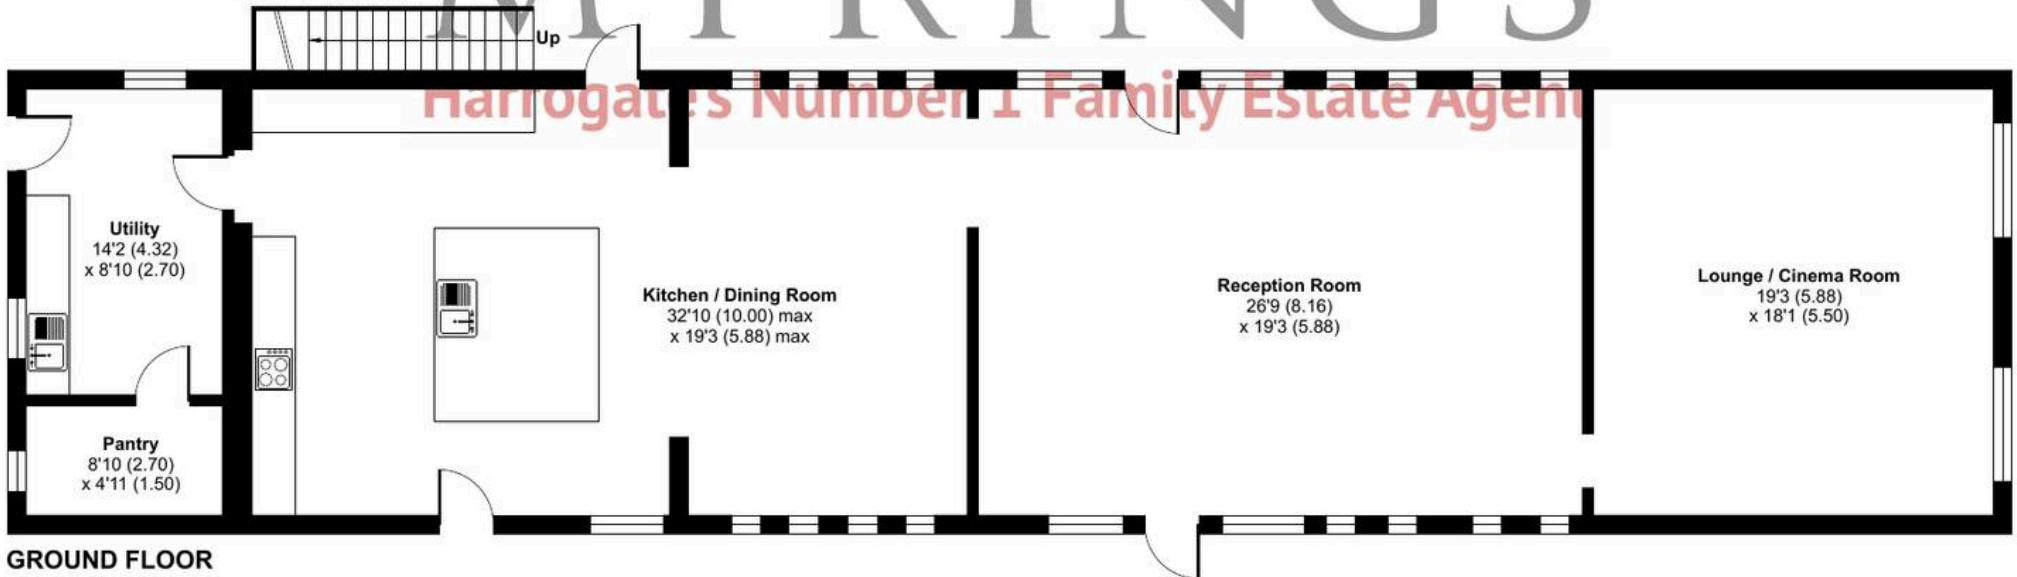 MYRINGS
Harrogate's Number 1 Family Estate Agent
Up
Utility
14'2 (4.32)
x 8'10 (2.70)
Kitchen / Dining Room
32'10 (10.00) max
x 19'3 (5.88) max
Reception Room
26'9 (8.16)
x 19'3 (5.88)
Lounge / Cinema Room
19'3 (5.88)
x 18'1 (5.50)
Pantry
8'10 (2.70)
x 4'11 (1.50)
GROUND FLOOR